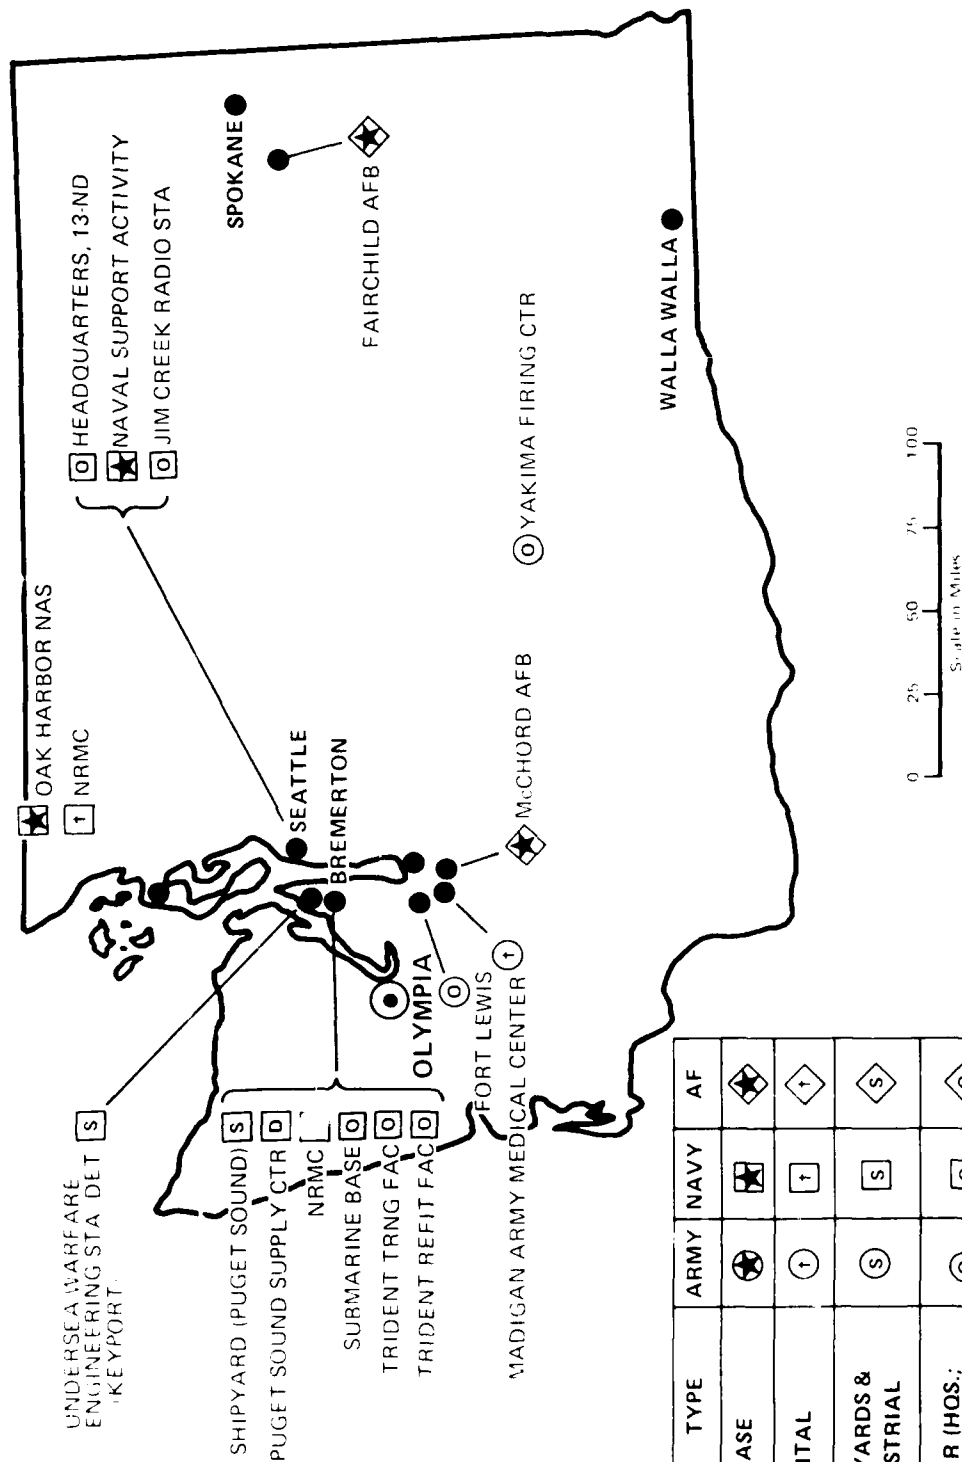 OAK HARBOR NAS
t NRMC
O HEADQUARTERS, 13-ND
NAVAL SUPPORT ACTIVITY
O JIM CREEK RADIO STA
UNDERSEA WARFARE
ENGINEERING STA DET S
KEYPORT
SHIPYARD (PUGET SOUND) S
PUGET SOUND SUPPLY CTR D
NRMC
SUBMARINE BASE O
TRIDENT TRNG FAC O
TRIDENT REFIT FAC O
SEATTLE
BREMERTON
OLYMPIA
O
FORT LEWIS
MADIGAN ARMY MEDICAL CENTER t
McCHORD AFB
O YAKIMA FIRING CTR
SPOKANE
FAIRCHILD AFB
WALLA WALLA
0 25 50 75 100
Scale in Miles
TYPE ARMY NAVY AF
ASE
ITAL t t t
YARDS &
STRIAL S S S
R (HQS.;